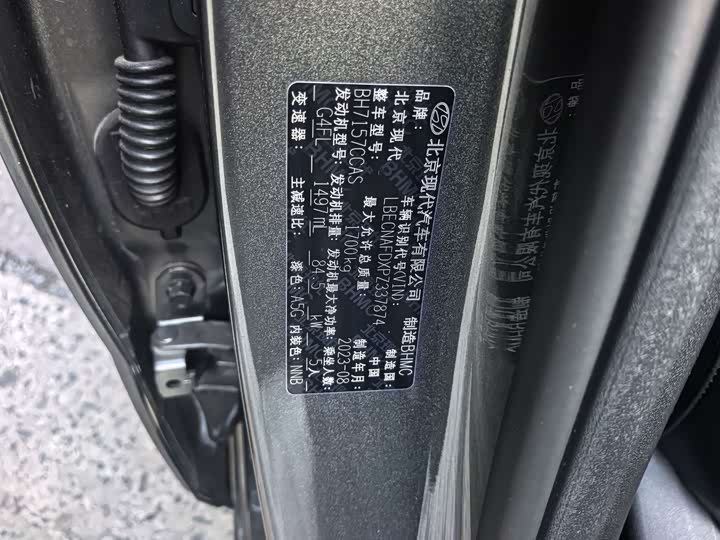 北京现代汽车有限公司 制造BHMC
品牌: 车辆识别代号(VIN): 制造国:
北京现代 LBECNAFDXPZ337874 中国
整车型号: 最大允许总质量 制造年月:
BH7157CCAS 1700kg 2023-08
发动机型号: 发动机排量: 发动机最大净功率: 乘坐人数:
G4FL 1497mL 84.5 kW 5人
变速器: 主减速比: 漆色:YA5G 内装色:NNB